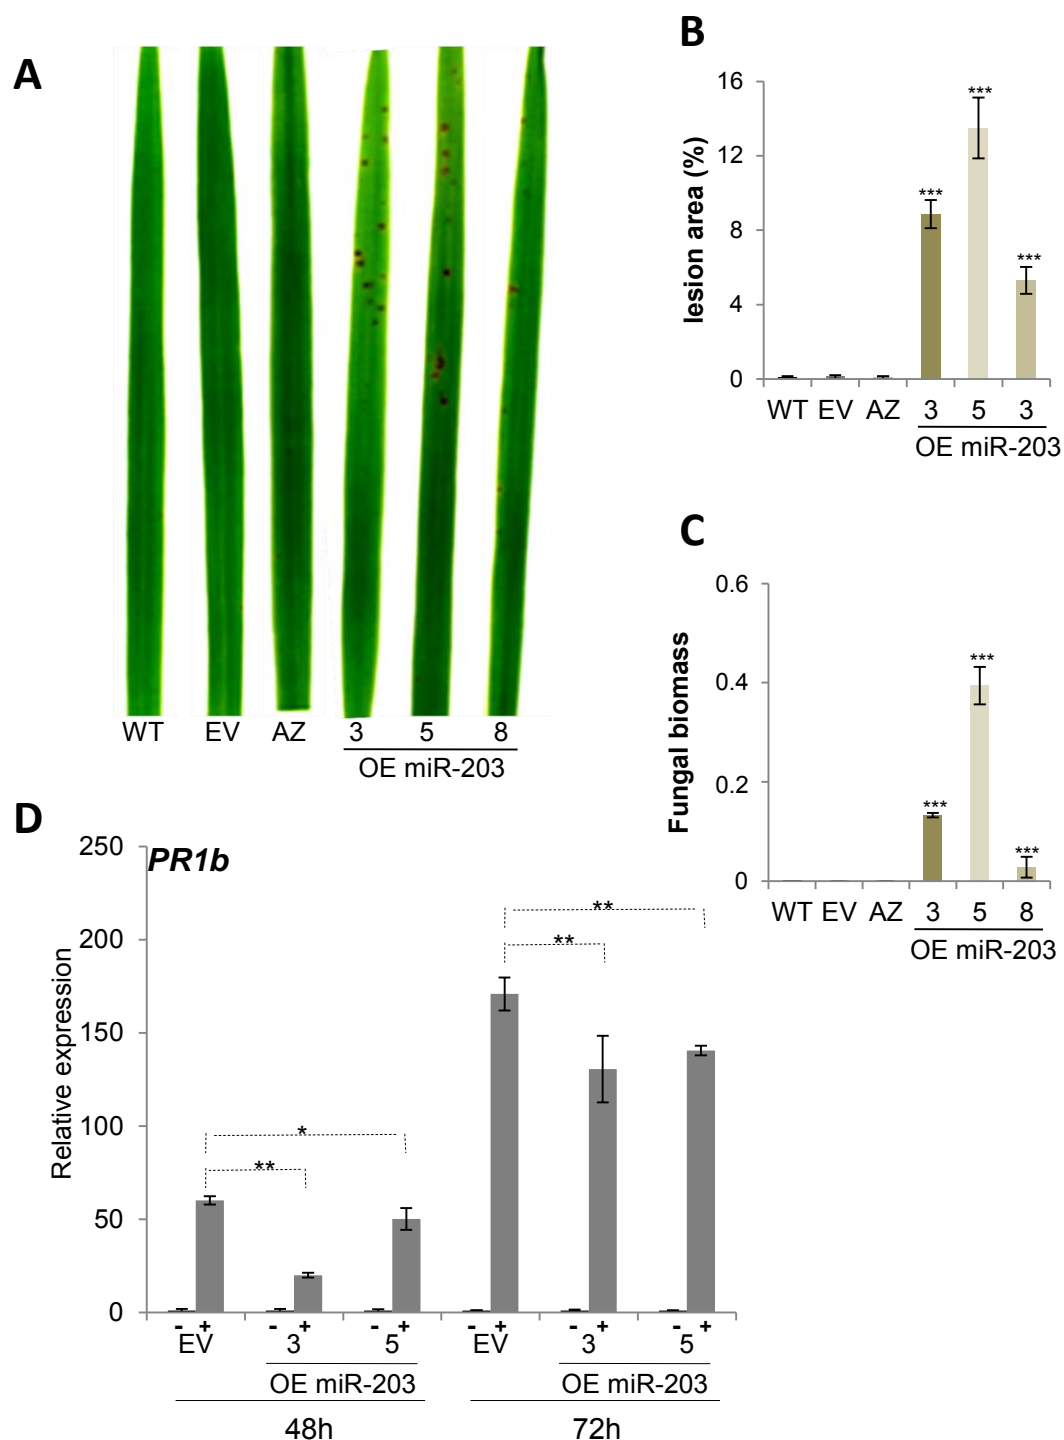 A
WT EV AZ 3 5 8
OE miR-203
B
lesion area (%)
16
12
8
4
0
***
***
***
WT EV AZ 3 5 3
OE miR-203
C
Fungal biomass
0.6
0.4
0.2
0
***
***
***
WT EV AZ 3 5 8
OE miR-203
D
PR1b
Relative expression
250
200
150
100
50
0
**
*
**
**
- + - + - + - + - + - +
EV 3 5 EV 3 5
OE miR-203 OE miR-203
48h 72h